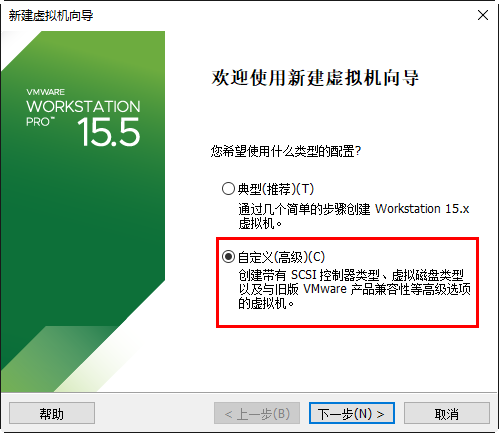 新建虚拟机向导
VMWARE
WORKSTATION
PRO™ 15.5
欢迎使用新建虚拟机向导
您希望使用什么类型的配置?
典型(推荐)(T)
通过几个简单的步骤创建 Workstation 15.x
虚拟机。
自定义(高级)(C)
创建带有 SCSI 控制器类型、虚拟磁盘类型
以及与旧版 VMware 产品兼容性等高级选项
的虚拟机。
帮助
< 上一步(B)
下一步(N) >
取消